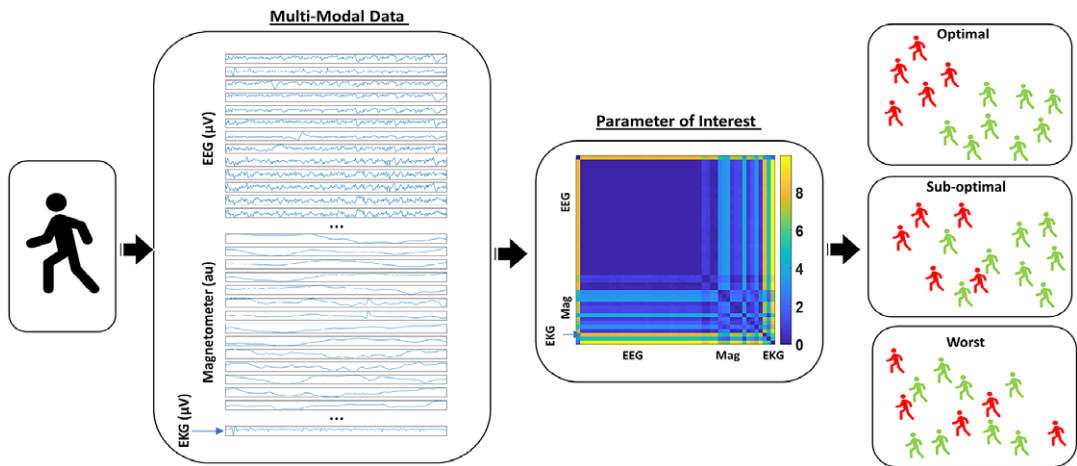 Multi-Modal Data
EEG (μV)
...
Magnetometer (au)
...
EKG (μV)
Parameter of Interest
EEG
Mag
EKG
EEG
Mag
EKG
8
6
4
2
0
Optimal
Sub-optimal
Worst